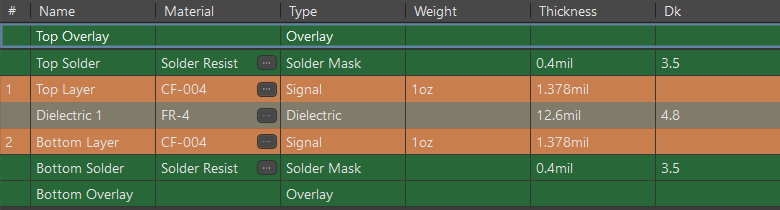 # Name Material Type Weight Thickness Dk
Top Overlay Overlay
Top Solder Solder Resist ... Solder Mask 0.4mil 3.5
1 Top Layer CF-004 ... Signal 1oz 1.378mil
Dielectric 1 FR-4 ... Dielectric 12.6mil 4.8
2 Bottom Layer CF-004 ... Signal 1oz 1.378mil
Bottom Solder Solder Resist ... Solder Mask 0.4mil 3.5
Bottom Overlay Overlay